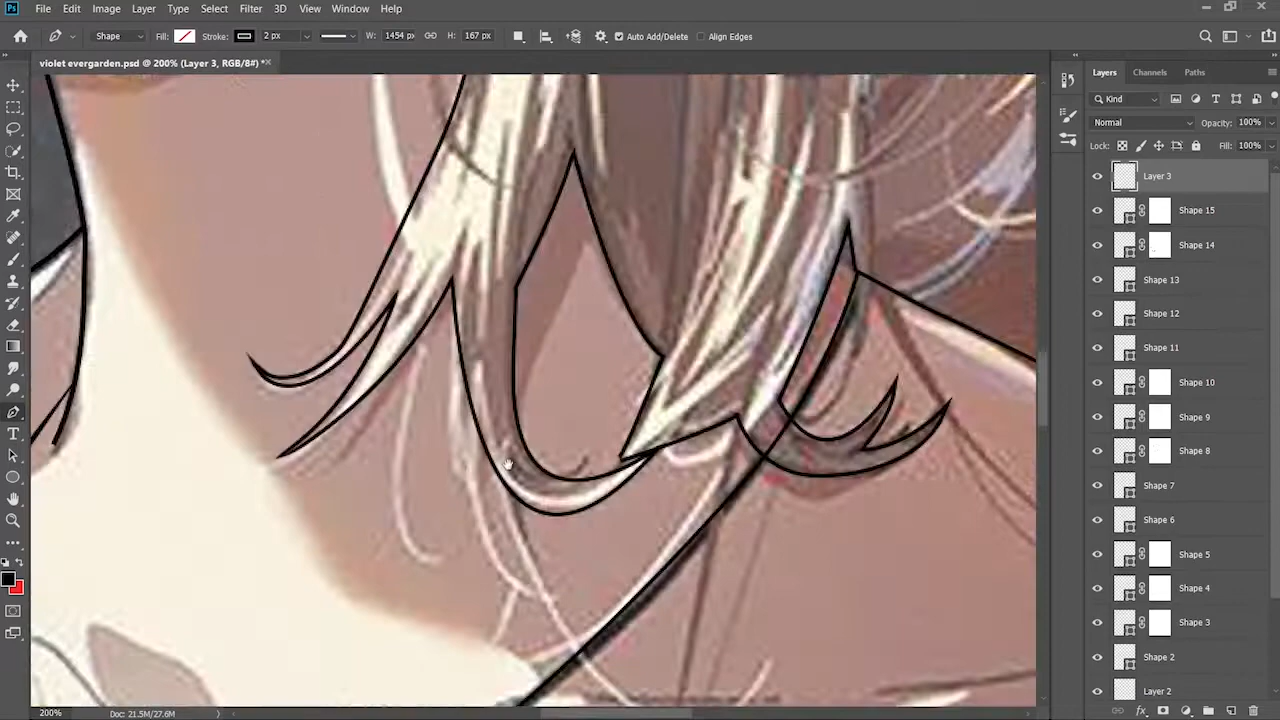 Ps File Edit Image Layer Type Select Filter 3D View Window Help
Shape Fill: Stroke: 2 px W: 1454 px H: 167 px Auto Add/Delete Align Edges
violet evergarden.psd @ 200% (Layer 3, RGB/8#) *
Layers Channels Paths
Kind
Normal Opacity: 100%
Lock: Fill: 100%
Layer 3
Shape 15
Shape 14
Shape 13
Shape 12
Shape 11
Shape 10
Shape 9
Shape 8
Shape 7
Shape 6
Shape 5
Shape 4
Shape 3
Shape 2
Layer 2
200% Doc: 21.5M/27.6M